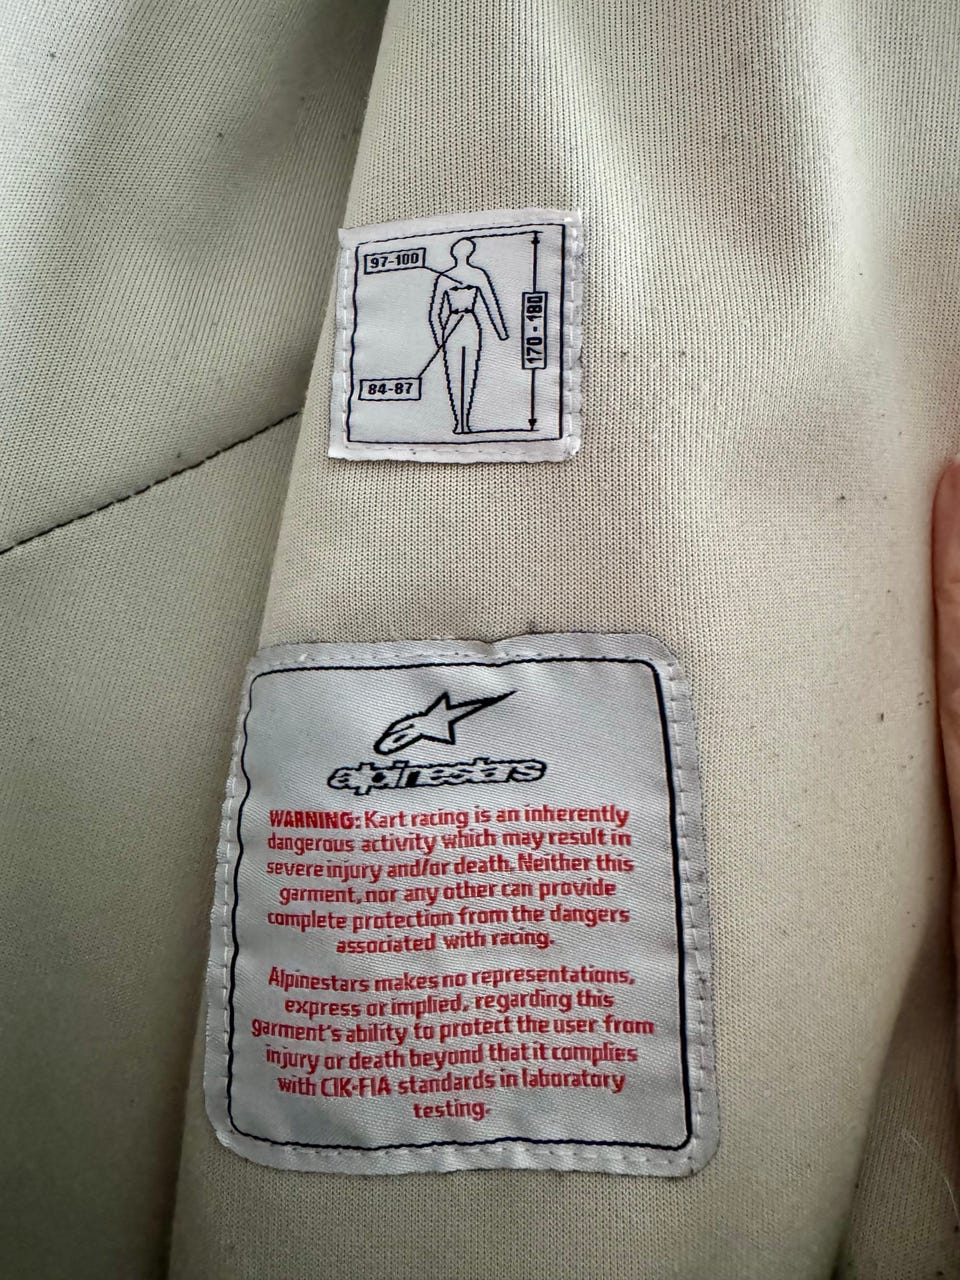 97-100
170 - 180
84-87
alpinestars
WARNING: Kart racing is an inherently
dangerous activity which may result in
severe injury and/or death. Neither this
garment, nor any other can provide
complete protection from the dangers
associated with racing.
Alpinestars makes no representations,
express or implied, regarding this
garment's ability to protect the user from
injury or death beyond that it complies
with CIK-FIA standards in laboratory
testing.